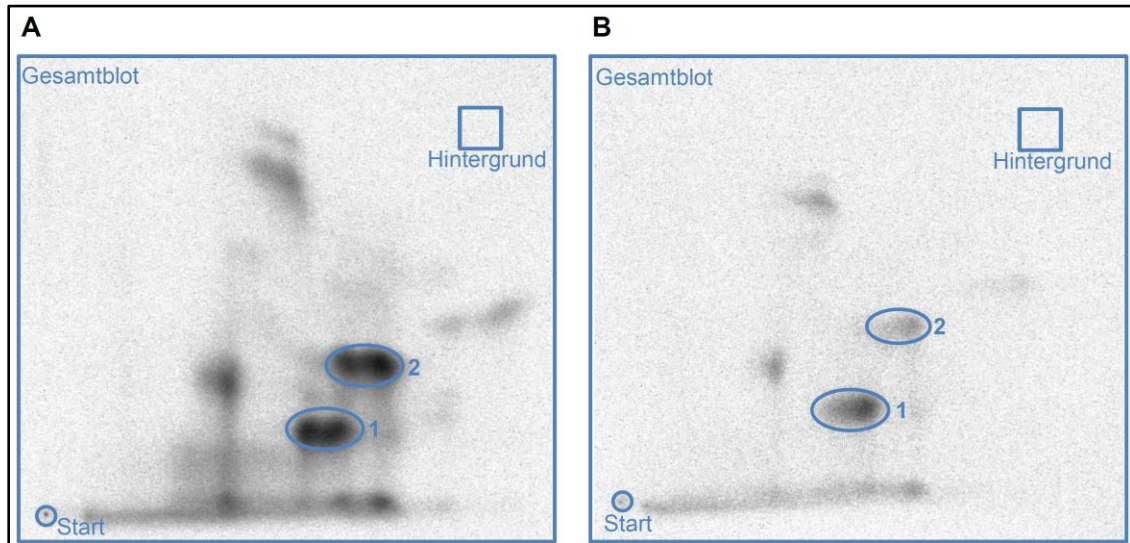 A
Gesamtblot
Hintergrund
2
1
Start
B
Gesamtblot
Hintergrund
2
1
Start